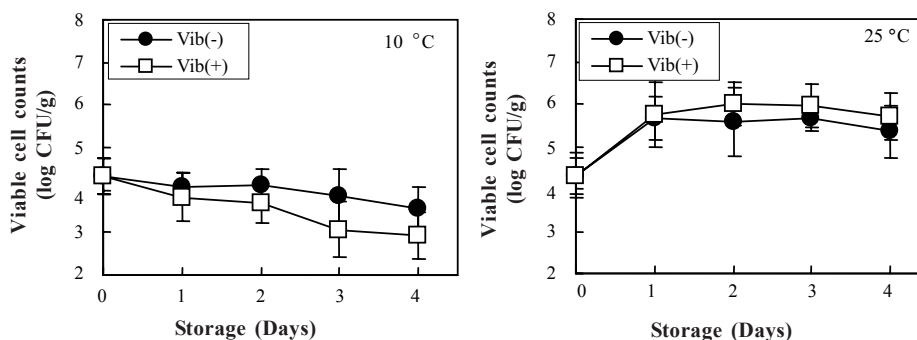 Viable cell counts
(log CFU/g)
8
7
6
5
4
3
2
Vib(-)
Vib(+)
10 °C
0 1 2 3 4
Storage (Days)
Viable cell counts
(log CFU/g)
8
7
6
5
4
3
2
Vib(-)
Vib(+)
25 °C
0 1 2 3 4
Storage (Days)